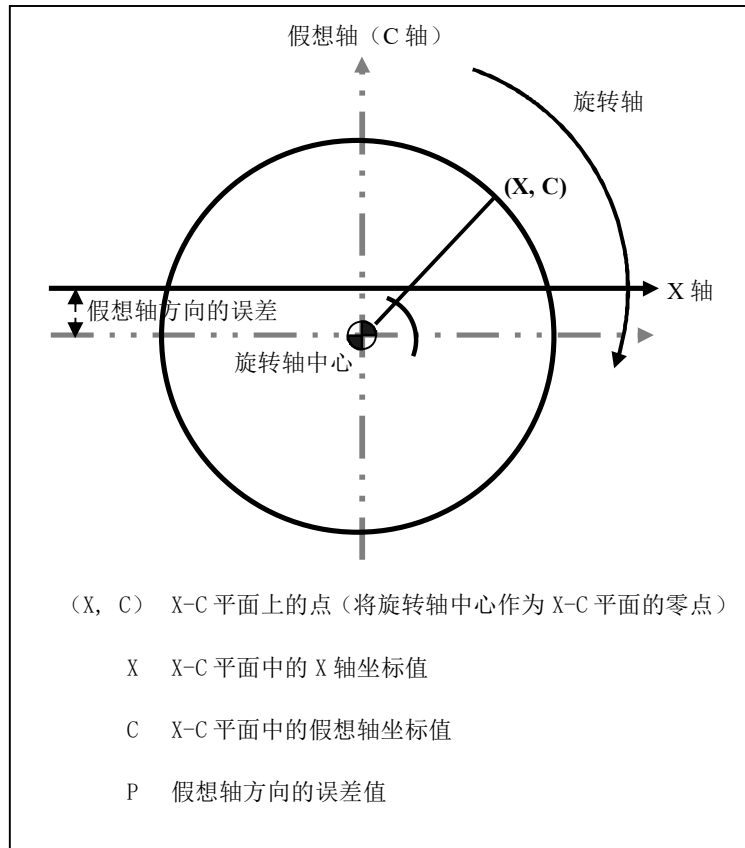 假想轴（C 轴）
旋转轴
(X, C)
X 轴
假想轴方向的误差
旋转轴中心
（X, C） X-C 平面上的点（将旋转轴中心作为 X-C 平面的零点）
X X-C 平面中的 X 轴坐标值
C X-C 平面中的假想轴坐标值
P 假想轴方向的误差值